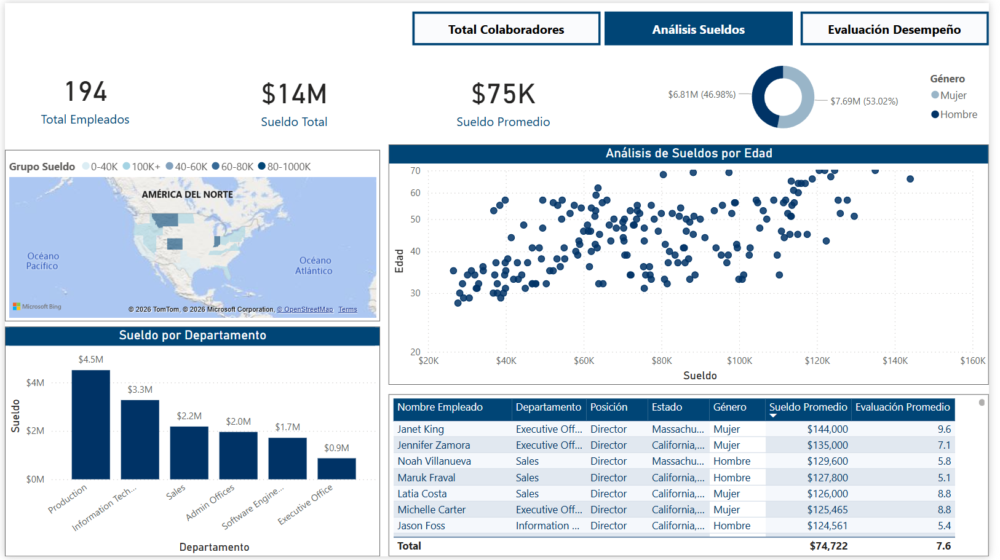 Total Colaboradores
Análisis Sueldos
Evaluación Desempeño
194
Total Empleados
$14M
Sueldo Total
$75K
Sueldo Promedio
$6.81M (46.98%)
$7.69M (53.02%)
Género
Mujer
Hombre
Grupo Sueldo 0-40K 100K+ 40-60K 60-80K 80-1000K
AMÉRICA DEL NORTE
Océano
Pacífico
Océano
Atlántico
Microsoft Bing
© 2026 TomTom, © 2026 Microsoft Corporation, © OpenStreetMap Terms
Sueldo por Departamento
Sueldo
$4M
$2M
$0M
$4.5M
$3.3M
$2.2M
$2.0M
$1.7M
$0.9M
Production
Information Tech...
Sales
Admin Offices
Software Engine...
Executive Office
Departamento
Análisis de Sueldos por Edad
Edad
70
60
50
40
30
20
$20K $40K $60K $80K $100K $120K $140K $160K
Sueldo
Nombre Empleado Departamento Posición Estado Género Sueldo Promedio Evaluación Promedio
Janet King Executive Off... Director Massachu... Mujer $144,000 9.6
Jennifer Zamora Executive Off... Director California,... Mujer $135,000 7.1
Noah Villanueva Sales Director Massachu... Hombre $129,600 5.8
Maruk Fraval Sales Director California,... Hombre $127,800 5.1
Latia Costa Sales Director California,... Mujer $126,000 8.8
Michelle Carter Executive Off... Director California,... Mujer $125,465 8.8
Jason Foss Information ... Director California,... Hombre $124,561 5.4
Total $74,722 7.6